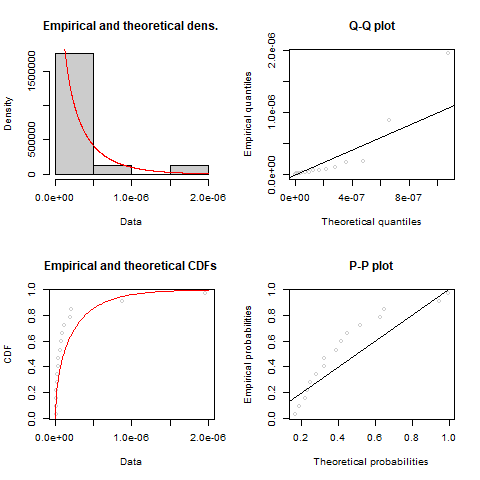 Empirical and theoretical dens.
Density
0 500000 1500000
0.0e+00 1.0e-06 2.0e-06
Data
Q-Q plot
Empirical quantiles
0.0e+00 1.0e-06 2.0e-06
0e+00 4e-07 8e-07
Theoretical quantiles
Empirical and theoretical CDFs
CDF
0.0 0.2 0.4 0.6 0.8 1.0
0.0e+00 1.0e-06 2.0e-06
Data
P-P plot
Empirical probabilities
0.0 0.2 0.4 0.6 0.8 1.0
0.2 0.4 0.6 0.8 1.0
Theoretical probabilities